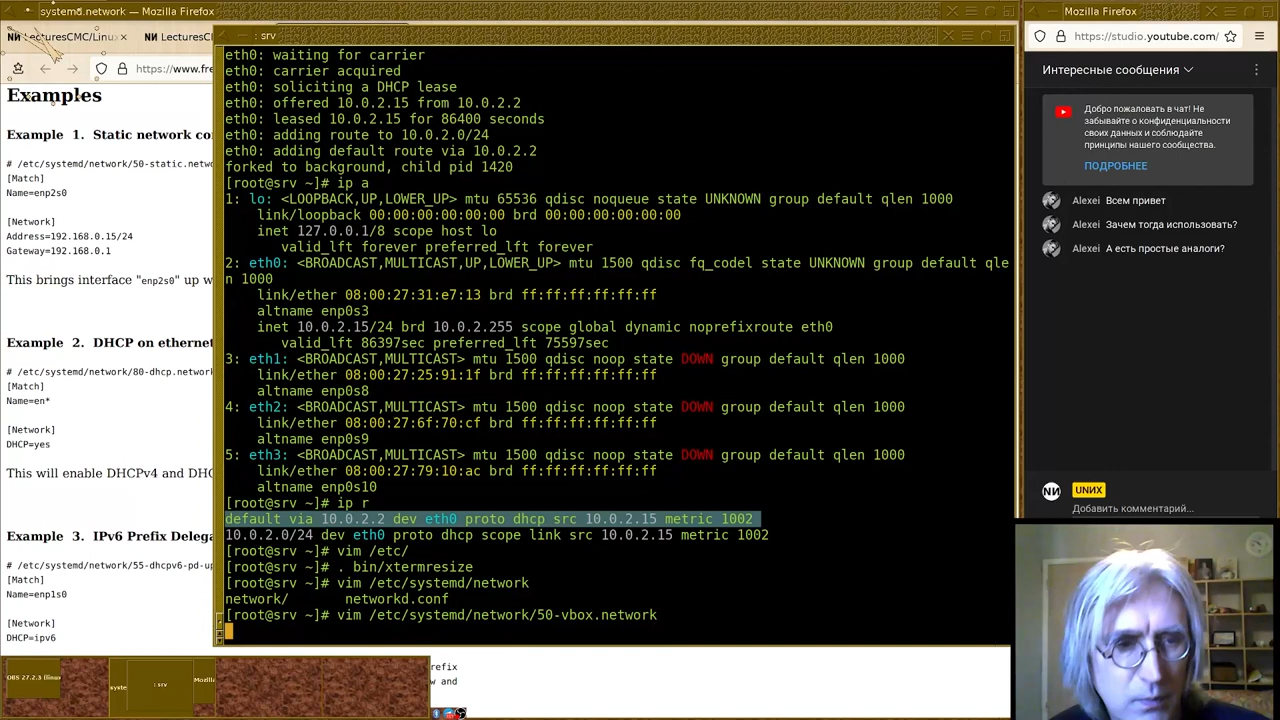 systemd.network — Mozilla Firefox
: srv
Mozilla Firefox
LecturesCMC/Linu
LecturesCMC
https://www.fre
https://studio.youtube.com/
Examples
Example 1. Static network con
# /etc/systemd/network/50-static.netwo
[Match]
Name=enp2s0
[Network]
Address=192.168.0.15/24
Gateway=192.168.0.1
This brings interface "enp2s0" up w
Example 2. DHCP on ethernet
# /etc/systemd/network/80-dhcp.network
[Match]
Name=en*
[Network]
DHCP=yes
This will enable DHCPv4 and DHC
Example 3. IPv6 Prefix Delega
# /etc/systemd/network/55-dhcpv6-pd-up
[Match]
Name=enp1s0
[Network]
DHCP=ipv6
eth0: waiting for carrier
eth0: carrier acquired
eth0: soliciting a DHCP lease
eth0: offered 10.0.2.15 from 10.0.2.2
eth0: leased 10.0.2.15 for 86400 seconds
eth0: adding route to 10.0.2.0/24
eth0: adding default route via 10.0.2.2
forked to background, child pid 1420
[root@srv ~]# ip a
1: lo: <LOOPBACK,UP,LOWER_UP> mtu 65536 qdisc noqueue state UNKNOWN group default qlen 1000
link/loopback 00:00:00:00:00:00 brd 00:00:00:00:00:00
inet 127.0.0.1/8 scope host lo
valid_lft forever preferred_lft forever
2: eth0: <BROADCAST,MULTICAST,UP,LOWER_UP> mtu 1500 qdisc fq_codel state UNKNOWN group default qle
n 1000
link/ether 08:00:27:31:e7:13 brd ff:ff:ff:ff:ff:ff
altname enp0s3
inet 10.0.2.15/24 brd 10.0.2.255 scope global dynamic noprefixroute eth0
valid_lft 86397sec preferred_lft 75597sec
3: eth1: <BROADCAST,MULTICAST> mtu 1500 qdisc noop state DOWN group default qlen 1000
link/ether 08:00:27:25:91:1f brd ff:ff:ff:ff:ff:ff
altname enp0s8
4: eth2: <BROADCAST,MULTICAST> mtu 1500 qdisc noop state DOWN group default qlen 1000
link/ether 08:00:27:6f:70:cf brd ff:ff:ff:ff:ff:ff
altname enp0s9
5: eth3: <BROADCAST,MULTICAST> mtu 1500 qdisc noop state DOWN group default qlen 1000
link/ether 08:00:27:79:10:ac brd ff:ff:ff:ff:ff:ff
altname enp0s10
[root@srv ~]# ip r
default via 10.0.2.2 dev eth0 proto dhcp src 10.0.2.15 metric 1002
10.0.2.0/24 dev eth0 proto dhcp scope link src 10.0.2.15 metric 1002
[root@srv ~]# vim /etc/
[root@srv ~]# . bin/xtermresize
[root@srv ~]# vim /etc/systemd/network
network/ networkd.conf
[root@srv ~]# vim /etc/systemd/network/50-vbox.network
refix
w and
OBS 27.2.3 (linux
syste
: srv
Mozilla
Интересные сообщения
Добро пожаловать в чат! Не
забывайте о конфиденциальности
своих данных и соблюдайте
принципы нашего сообщества.
ПОДРОБНЕЕ
Alexei Всем привет
Alexei Зачем тогда использовать?
Alexei А есть простые аналоги?
UNИX
Добавить комментарий...